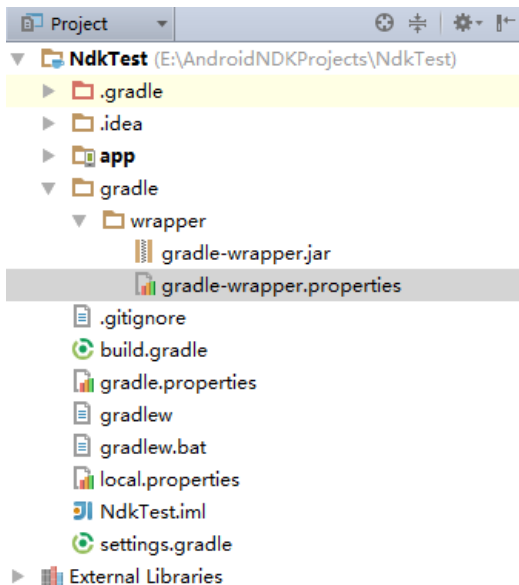 Project
NdkTest (E:\AndroidNDKProjects\NdkTest)
.gradle
.idea
app
gradle
wrapper
gradle-wrapper.jar
gradle-wrapper.properties
.gitignore
build.gradle
gradle.properties
gradlew
gradlew.bat
local.properties
NdkTest.iml
settings.gradle
External Libraries